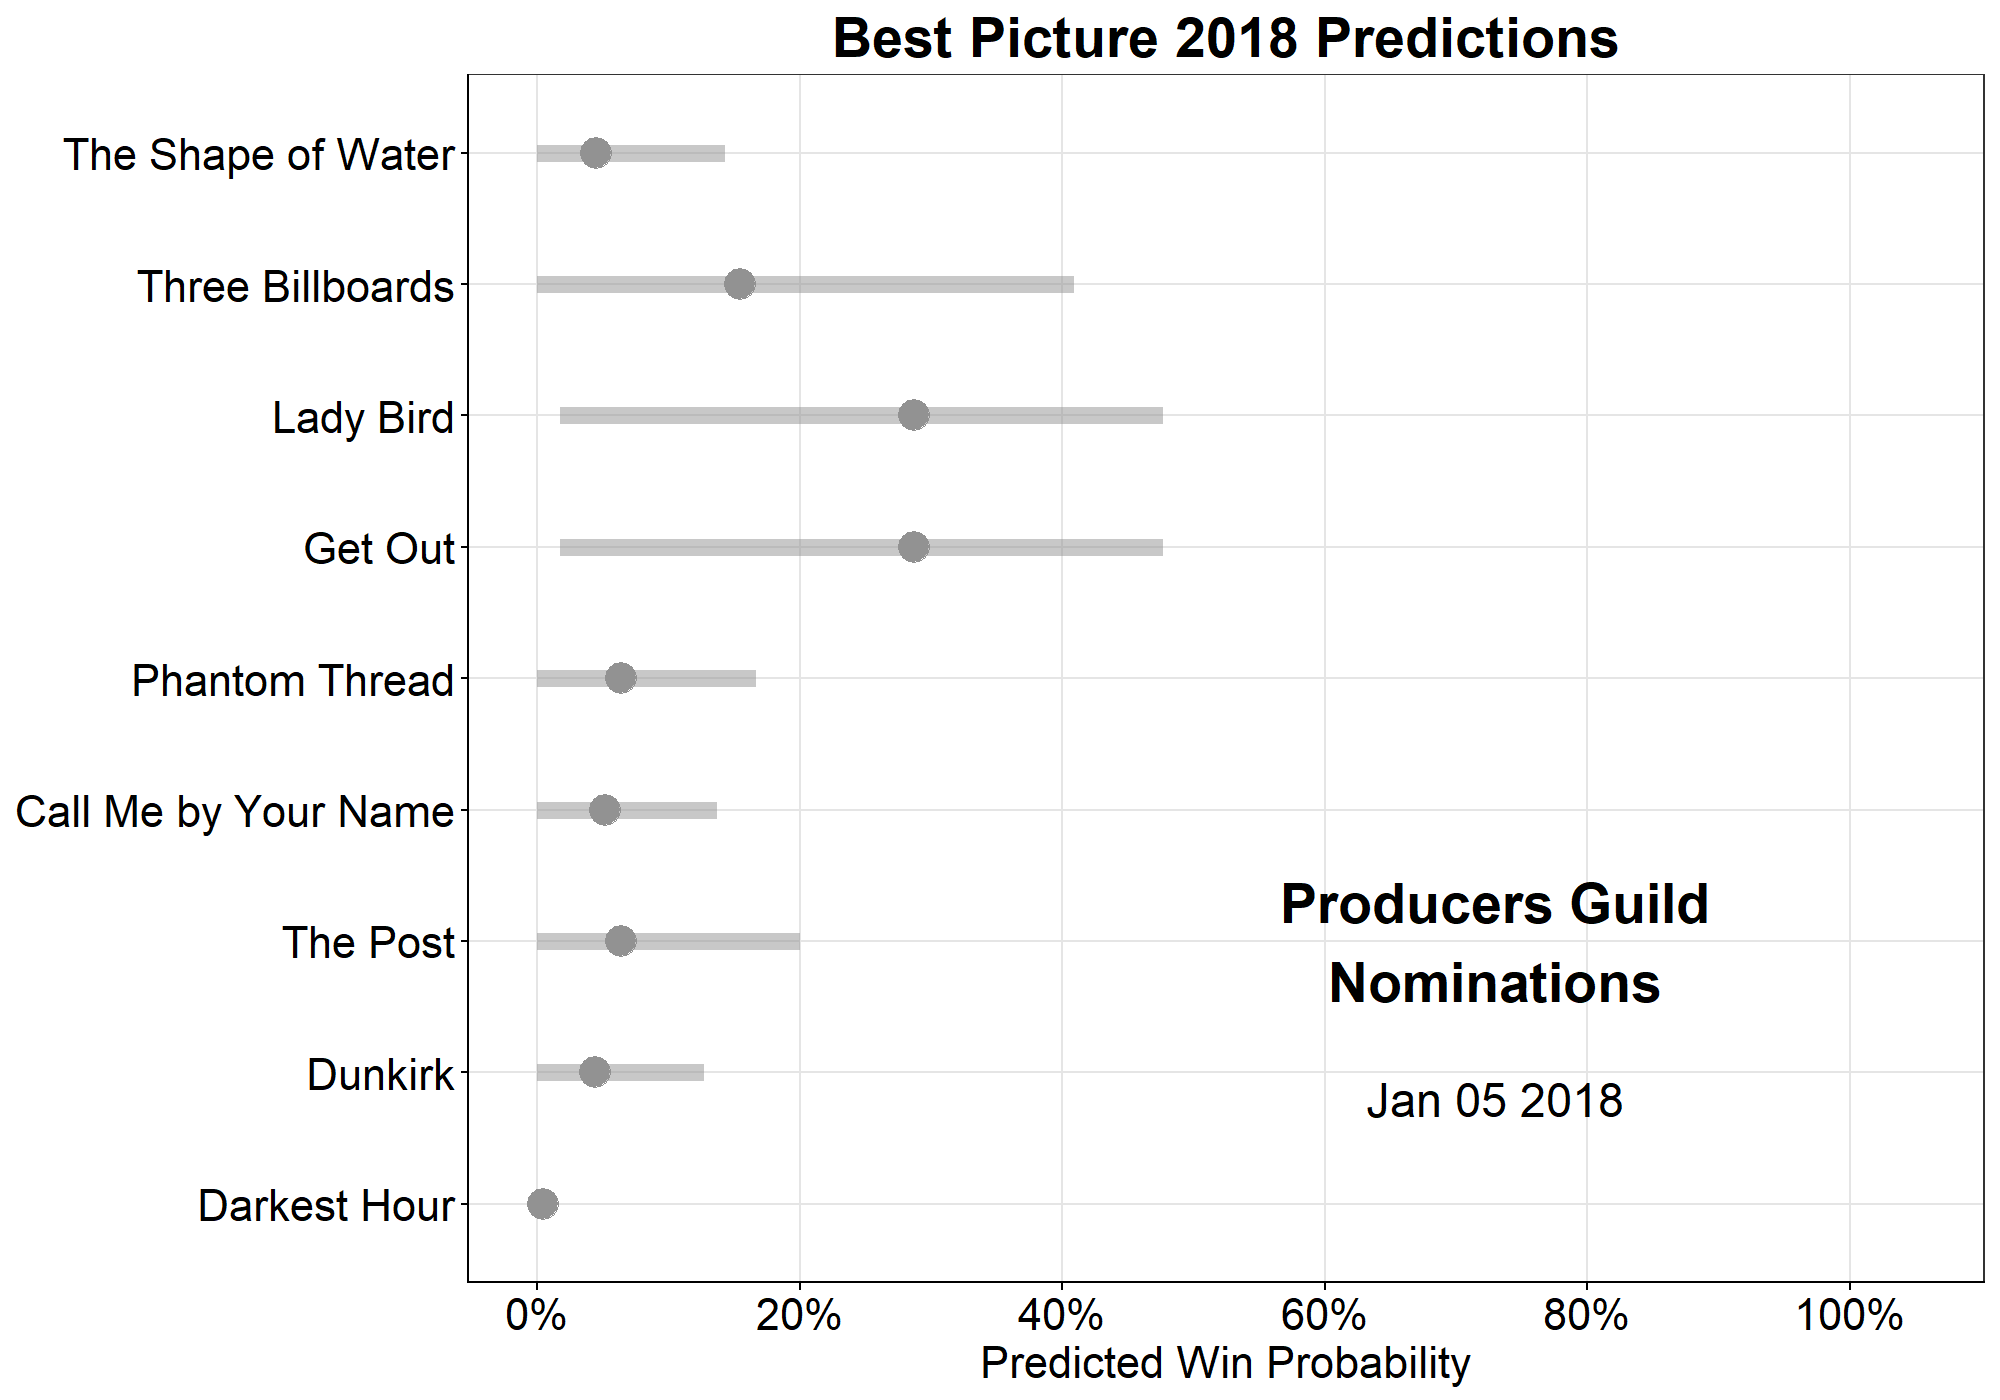 Best Picture 2018 Predictions
The Shape of Water
Three Billboards
Lady Bird
Get Out
Phantom Thread
Call Me by Your Name
The Post
Dunkirk
Darkest Hour
Producers Guild
Nominations
Jan 05 2018
0% 20% 40% 60% 80% 100%
Predicted Win Probability